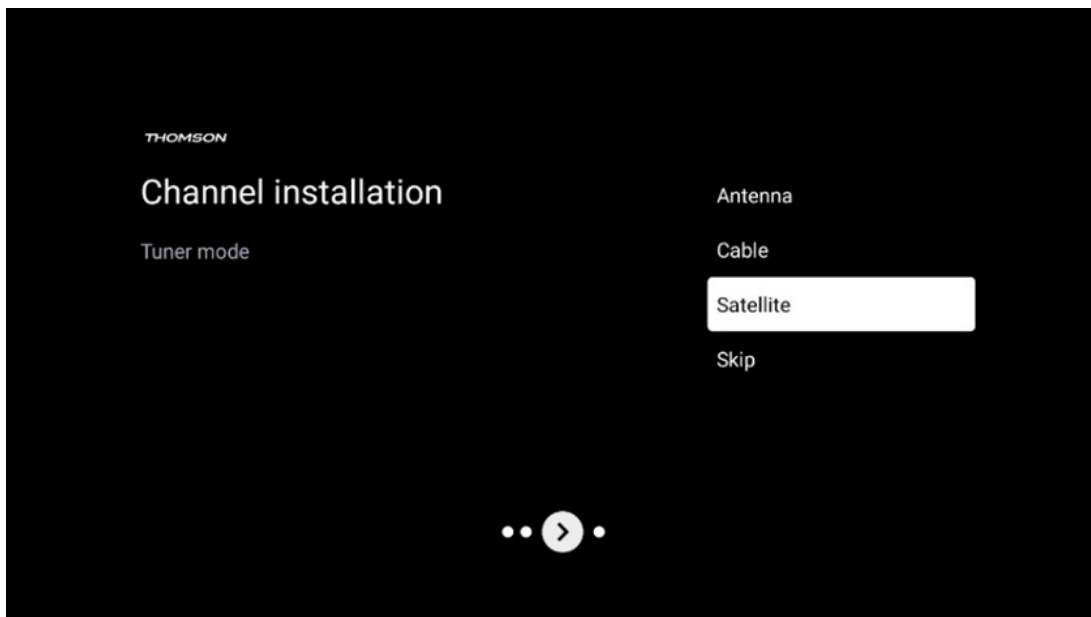 THOMSON
Channel installation
Tuner mode
Antenna
Cable
Satellite
Skip